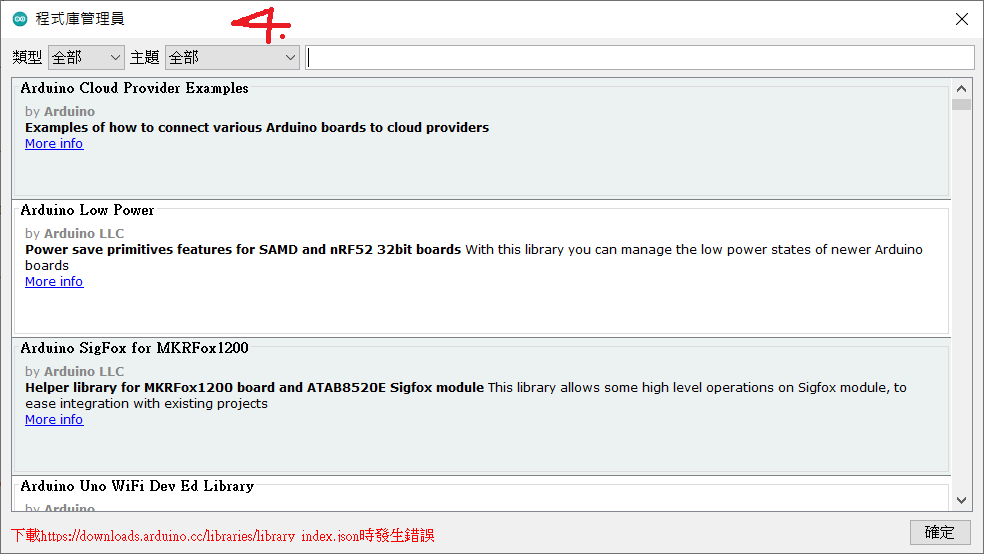 程式庫管理員
4.
類型 全部 主題 全部
Arduino Cloud Provider Examples
by Arduino
Examples of how to connect various Arduino boards to cloud providers
More info
Arduino Low Power
by Arduino LLC
Power save primitives features for SAMD and nRF52 32bit boards With this library you can manage the low power states of newer Arduino
boards
More info
Arduino SigFox for MKRFox1200
by Arduino LLC
Helper library for MKRFox1200 board and ATAB8520E Sigfox module This library allows some high level operations on Sigfox module, to
ease integration with existing projects
More info
Arduino Uno WiFi Dev Ed Library
by Arduino
下載https://downloads.arduino.cc/libraries/library_index.json時發生錯誤
確定